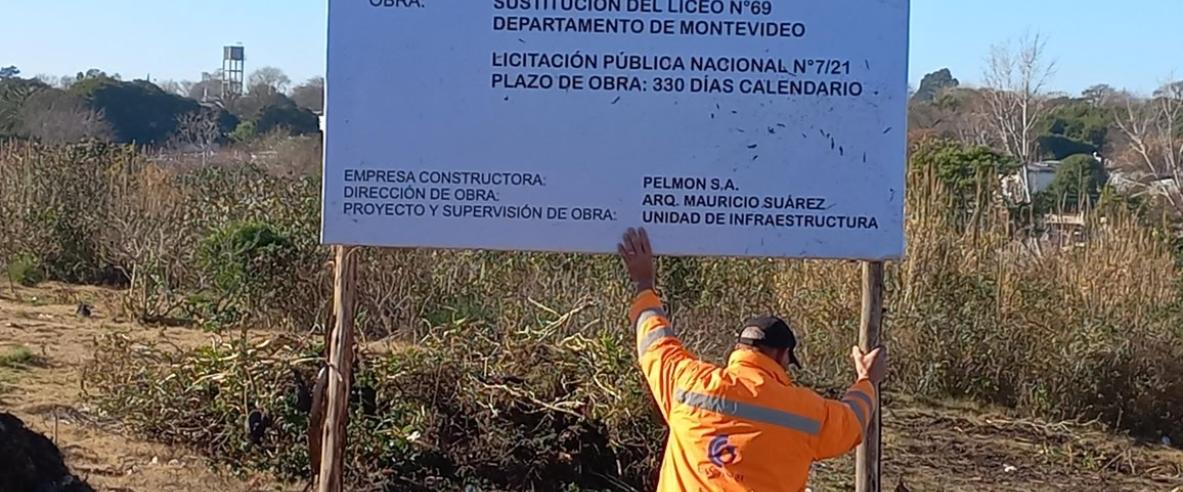 OBRA: SUSTITUCIÓN DEL LICEO N°69
DEPARTAMENTO DE MONTEVIDEO
LICITACIÓN PÚBLICA NACIONAL N°7/21
PLAZO DE OBRA: 330 DÍAS CALENDARIO
EMPRESA CONSTRUCTORA: PELMON S.A.
DIRECCIÓN DE OBRA: ARQ. MAURICIO SUÁREZ
PROYECTO Y SUPERVISIÓN DE OBRA: UNIDAD DE INFRAESTRUCTURA